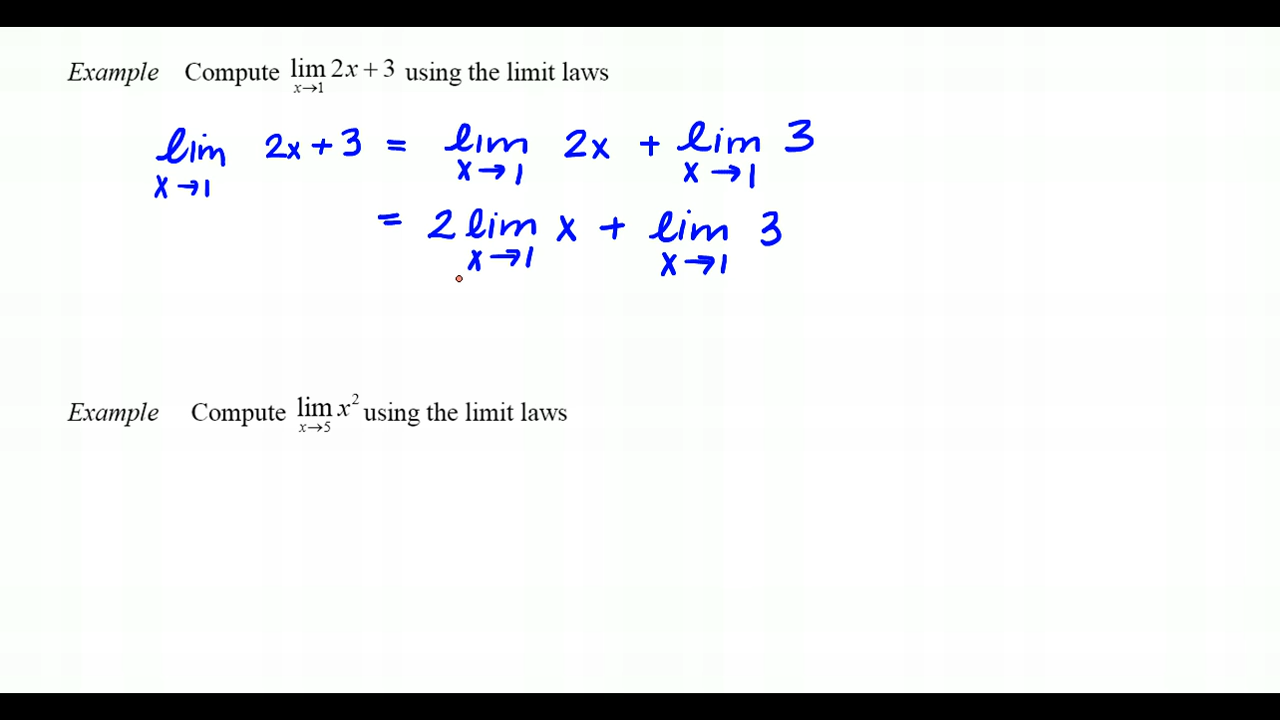 Example Compute lim x→1 2x + 3 using the limit laws
lim x→1 2x + 3 = lim x→1 2x + lim x→1 3
= 2 lim x→1 x + lim x→1 3
Example Compute lim x→5 x² using the limit laws